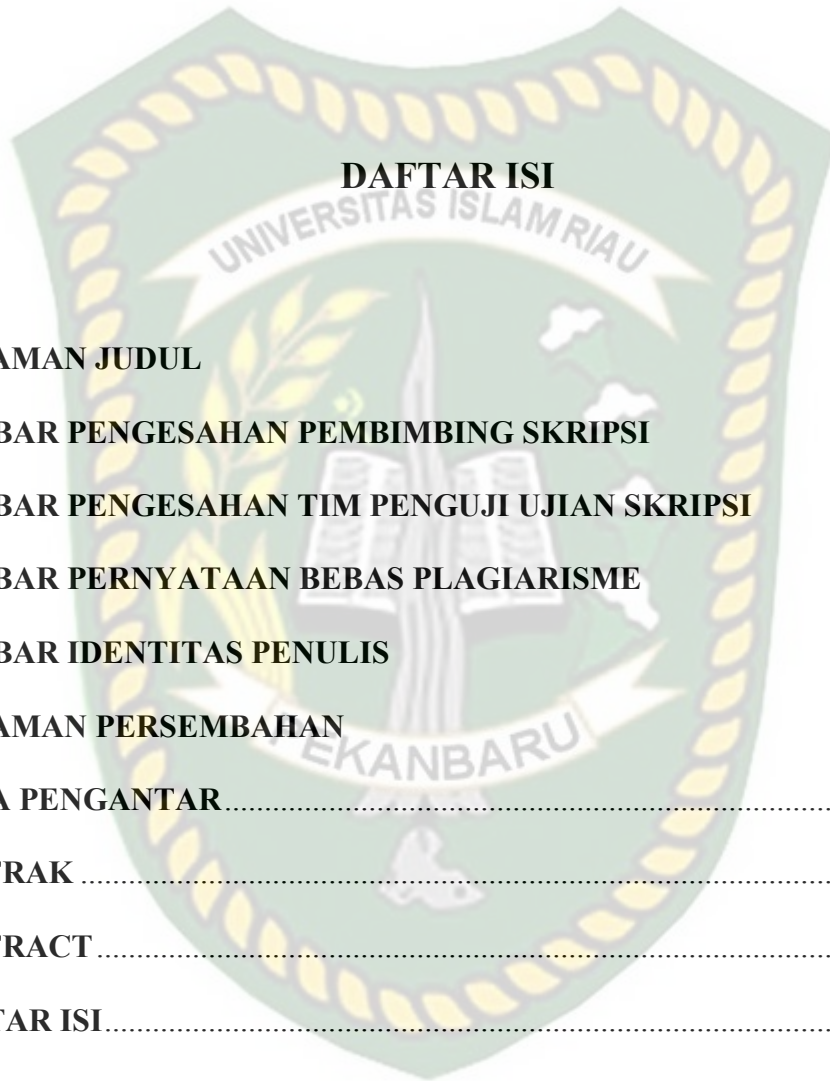 DAFTAR ISI
UNIVERSITAS ISLAM RIAU
AMAN JUDUL
BAR PENGESAHAN PEMBIMBING SKRIPSI
BAR PENGESAHAN TIM PENGUJI UJIAN SKRIPSI
BAR PERNYATAAN BEBAS PLAGIARISME
BAR IDENTITAS PENULIS
AMAN PERSEMBAHAN
PEKANBARU
A PENGANTAR................................................................................
TRAK ................................................................................................
TRACT..............................................................................................
TAR ISI.............................................................................................